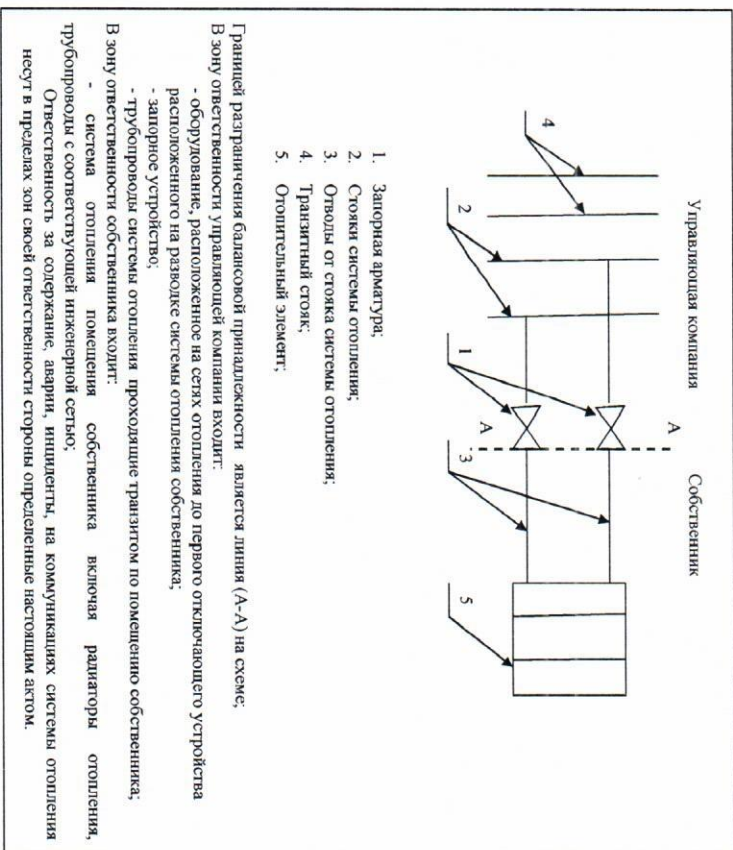 Управляющая компания
Собственник
А
А
4
2
1
3
5
1. Запорная арматура;
2. Стояки системы отопления;
3. Отводы от стояка системы отопления;
4. Транзитный стояк;
5. Отопительный элемент;
Границей разграничения балансовой принадлежности является линия (А-А) на схеме;
В зону ответственности управляющей компании входит:
- оборудование, расположенное на сетях отопления до первого отключающего устройства
расположенного на разводке системы отопления собственника;
- запорное устройство;
- трубопроводы системы отопления проходящие транзитом по помещению собственника;
В зону ответственности собственника входит:
- система отопления помещения собственника включая радиаторы отопления,
трубопроводы с соответствующей инженерной сетью;
Ответственность за содержание, аварии, инциденты, на коммуникациях системы отопления
несут в пределах зон своей ответственности стороны определенные настоящим актом.